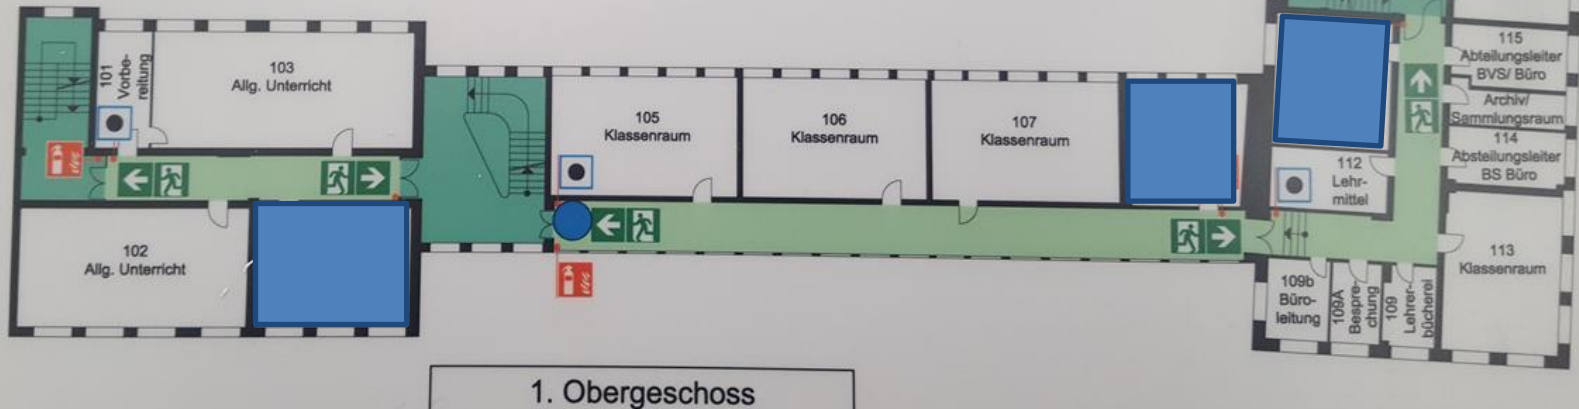 101
Vorbe-
reitung
103
Allg. Unterricht
102
Allg. Unterricht
105
Klassenraum
106
Klassenraum
107
Klassenraum
112
Lehr-
mittel
115
Abteilungsleiter
BVS/ Büro
Archiv/
Sammlungsraum
114
Absteilungsleiter
BS Büro
113
Klassenraum
109b
Büro-
leitung
109A
Bespre-
chung
109
Lehrer-
bücherei
1. Obergeschoss